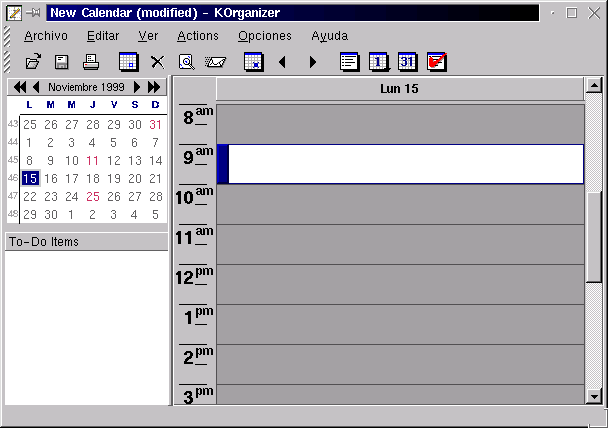 New Calendar (modified) - KOrganizer
Archivo Editar Ver Actions Opciones Ayuda
1 31
Noviembre 1999
L M M J V S D
43 25 26 27 28 29 30 31
44 1 2 3 4 5 6 7
45 8 9 10 11 12 13 14
46 15 16 17 18 19 20 21
47 22 23 24 25 26 27 28
48 29 30 1 2 3 4 5
To-Do Items
Lun 15
8 am
9 am
10 am
11 am
12 pm
1 pm
2 pm
3 pm